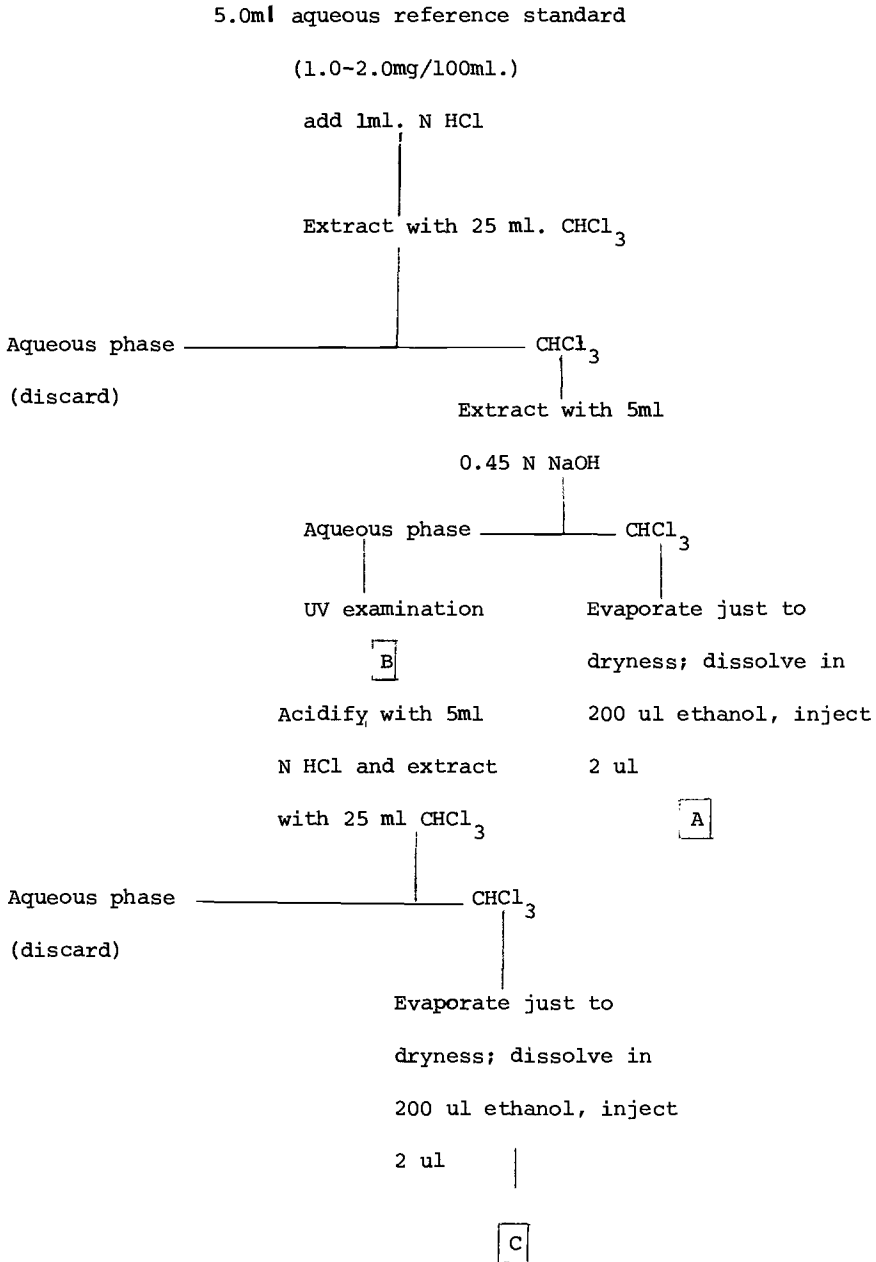 5.0ml aqueous reference standard
(1.0-2.0mg/100ml.)
add 1ml. N HCl
Extract with 25 ml. CHCl3
Aqueous phase
CHCl3
(discard)
Extract with 5ml
0.45 N NaOH
Aqueous phase
CHCl3
UV examination
B
Evaporate just to
dryness; dissolve in
200 ul ethanol, inject
2 ul
A
Acidify with 5ml
N HCl and extract
with 25 ml CHCl3
Aqueous phase
CHCl3
(discard)
Evaporate just to
dryness; dissolve in
200 ul ethanol, inject
2 ul
C